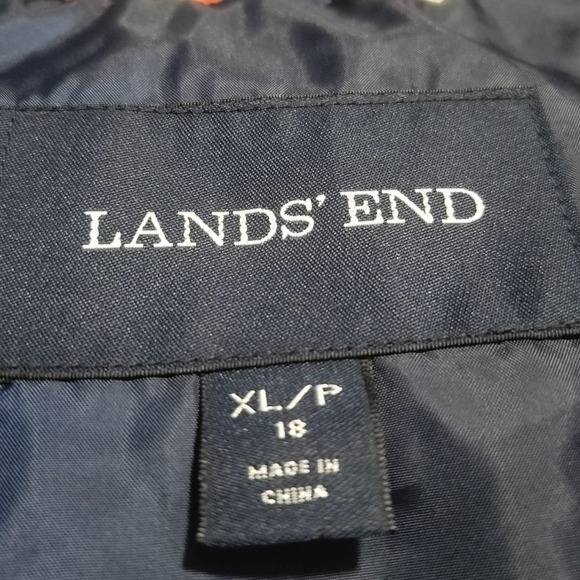 LANDS' END
XL/P
18
MADE IN
CHINA